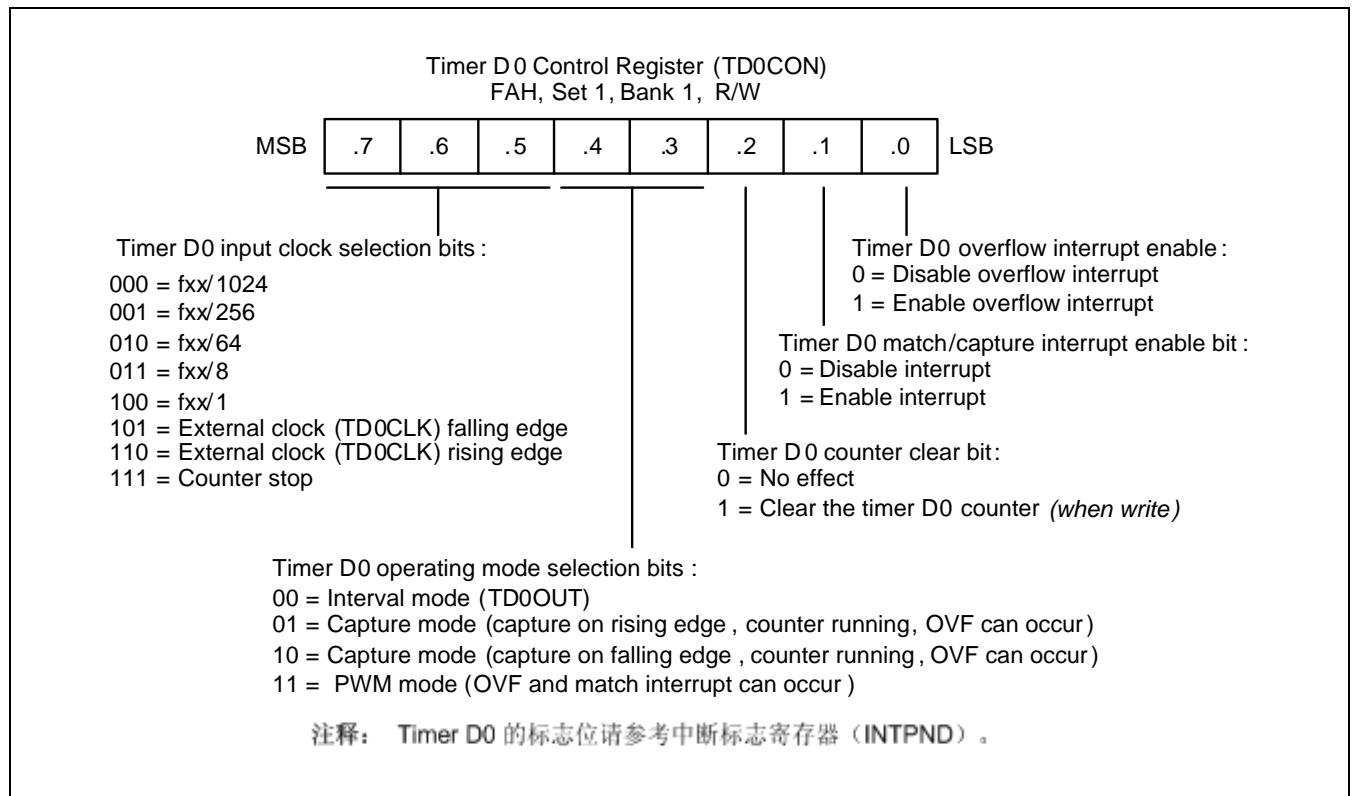 Timer D0 Control Register (TD0CON)
FAH, Set 1, Bank 1, R/W
MSB .7 .6 .5 .4 .3 .2 .1 .0 LSB
Timer D0 input clock selection bits :
000 = fxx/1024
001 = fxx/256
010 = fxx/64
011 = fxx/8
100 = fxx/1
101 = External clock (TD0CLK) falling edge
110 = External clock (TD0CLK) rising edge
111 = Counter stop
Timer D0 overflow interrupt enable :
0 = Disable overflow interrupt
1 = Enable overflow interrupt
Timer D0 match/capture interrupt enable bit :
0 = Disable interrupt
1 = Enable interrupt
Timer D0 counter clear bit:
0 = No effect
1 = Clear the timer D0 counter (when write)
Timer D0 operating mode selection bits :
00 = Interval mode (TD0OUT)
01 = Capture mode (capture on rising edge , counter running, OVF can occur)
10 = Capture mode (capture on falling edge , counter running , OVF can occur)
11 = PWM mode (OVF and match interrupt can occur )
注释： Timer D0 的标志位请参考中断标志寄存器（INTPND）。